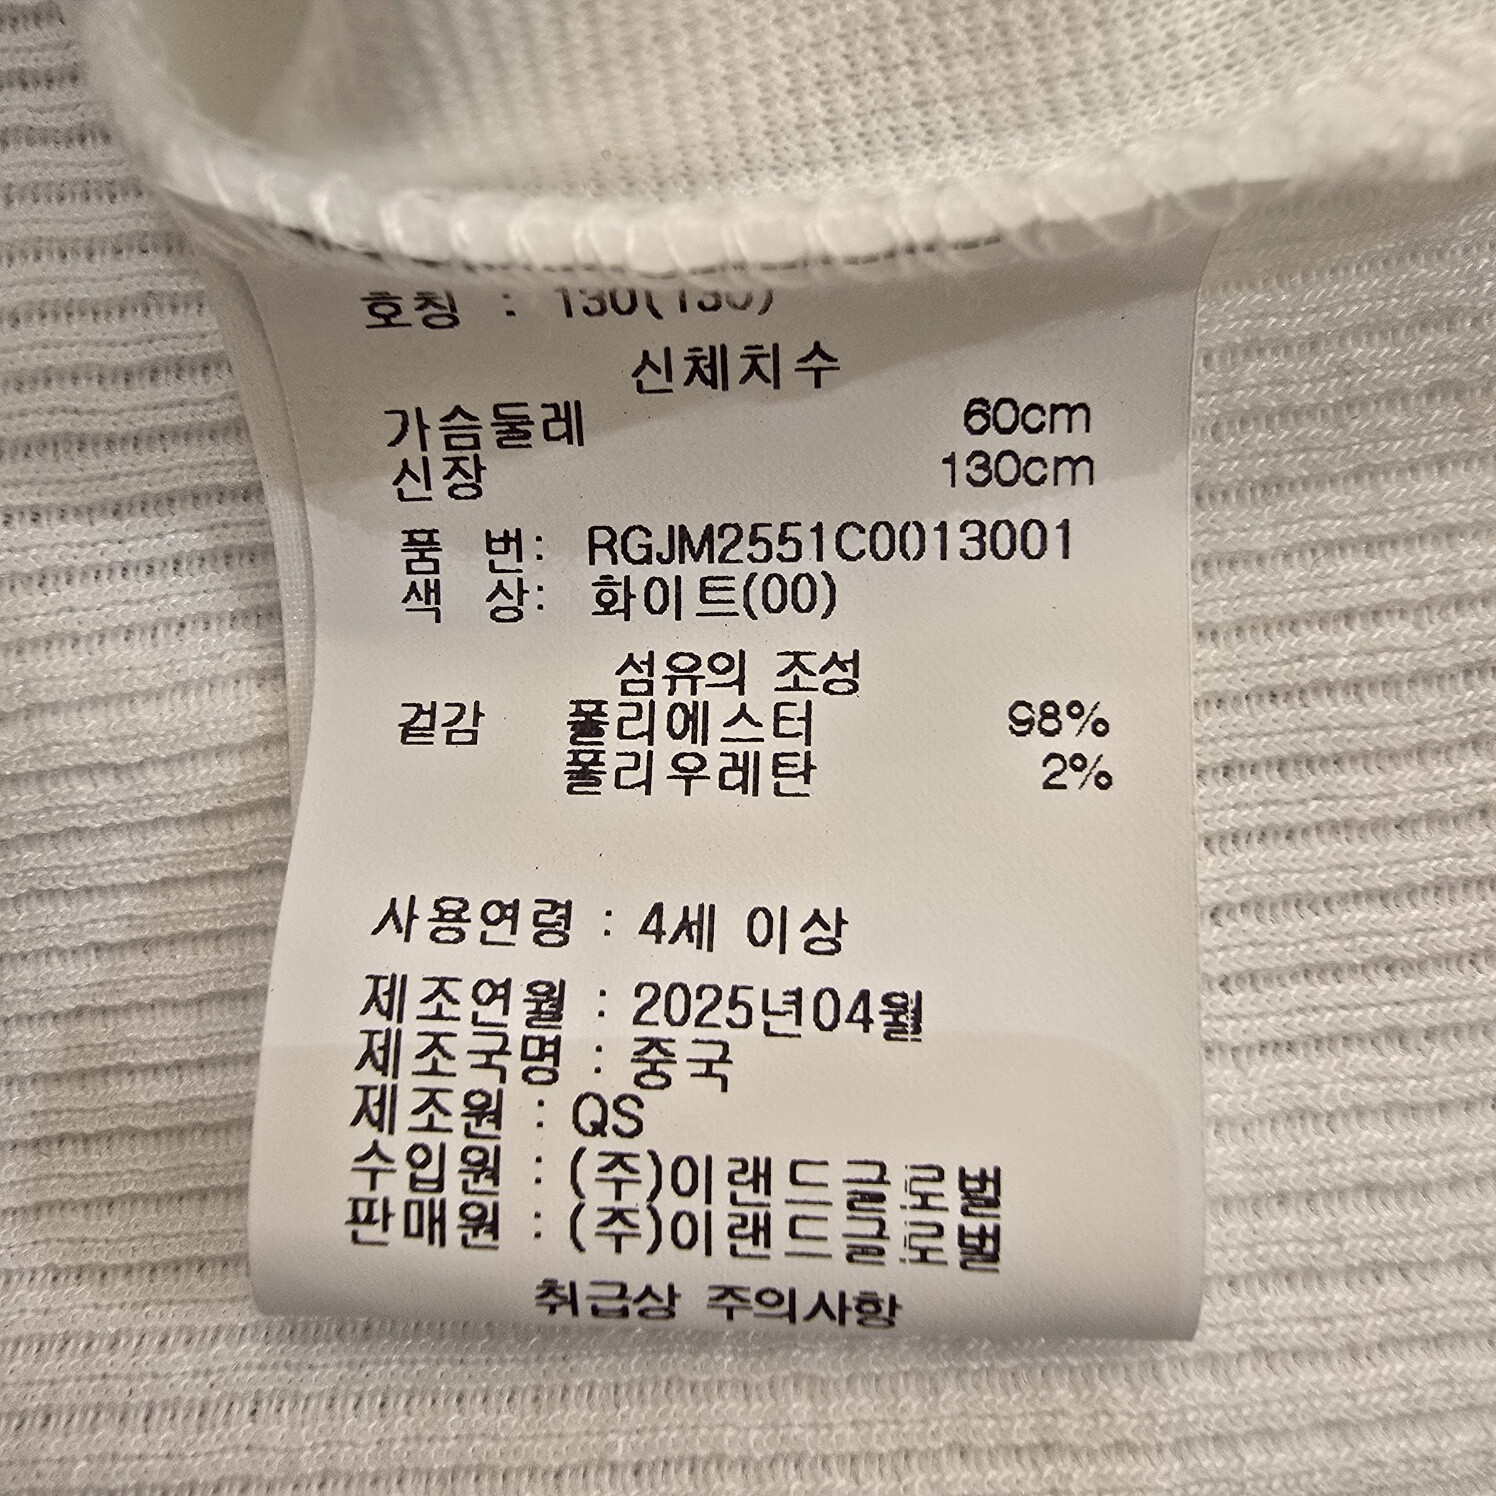 호칭 : 130(130)
신체치수
가슴둘레 60cm
신장 130cm
품 번: RGJM2551C0013001
색 상: 화이트(00)
섬유의 조성
겉감 폴리에스터 98%
폴리우레탄 2%
사용연령 : 4세 이상
제조연월 : 2025년04월
제조국명 : 중국
제조원 : QS
수입원 : (주)이랜드글로벌
판매원 : (주)이랜드글로벌
취급상 주의사항